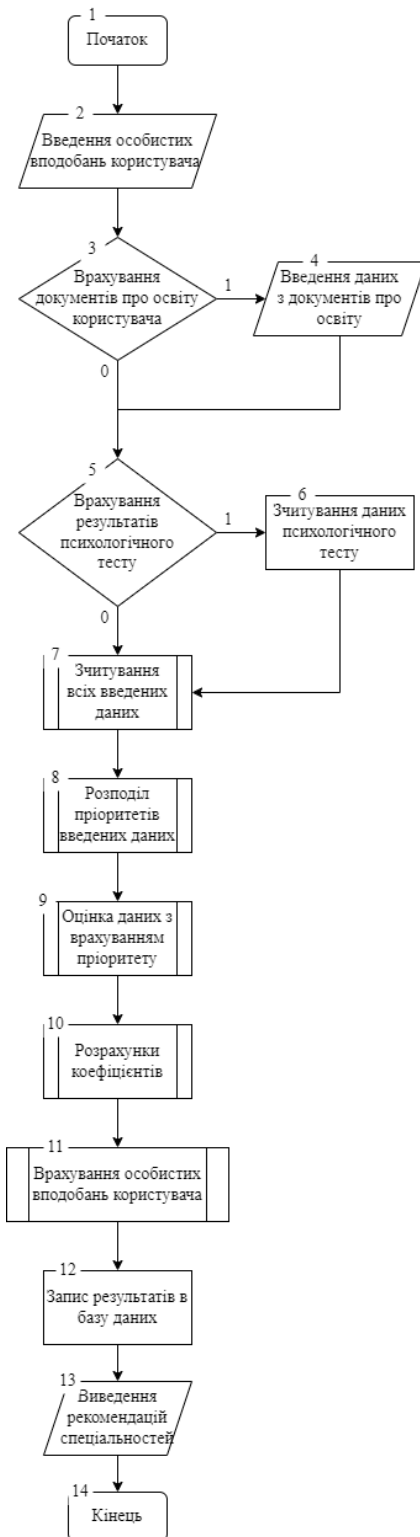 1
Початок
2
Введення особистих
вподобань користувача
3
Врахування
документів про освіту
користувача
1
0
4
Введення даних
з документів про
освіту
5
Врахування
результатів
психологічного
тесту
1
0
6
Зчитування даних
психологічного
тесту
7
Зчитування
всіх введених
даних
8
Розподіл
пріоритетів
введених даних
9
Оцінка даних з
врахуванням
пріоритету
10
Розрахунки
коефіцієнтів
11
Врахування особистих
вподобань користувача
12
Запис результатів в
базу даних
13
Виведення
рекомендацій
спеціальностей
14
Кінець